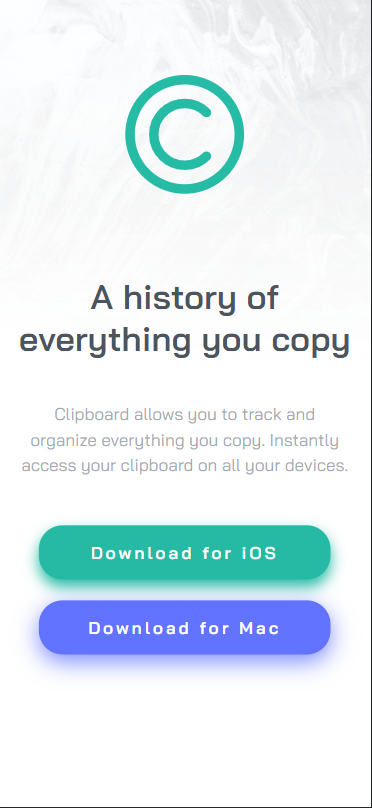 A history of
everything you copy
Clipboard allows you to track and
organize everything you copy. Instantly
access your clipboard on all your devices.
Download for iOS
Download for Mac